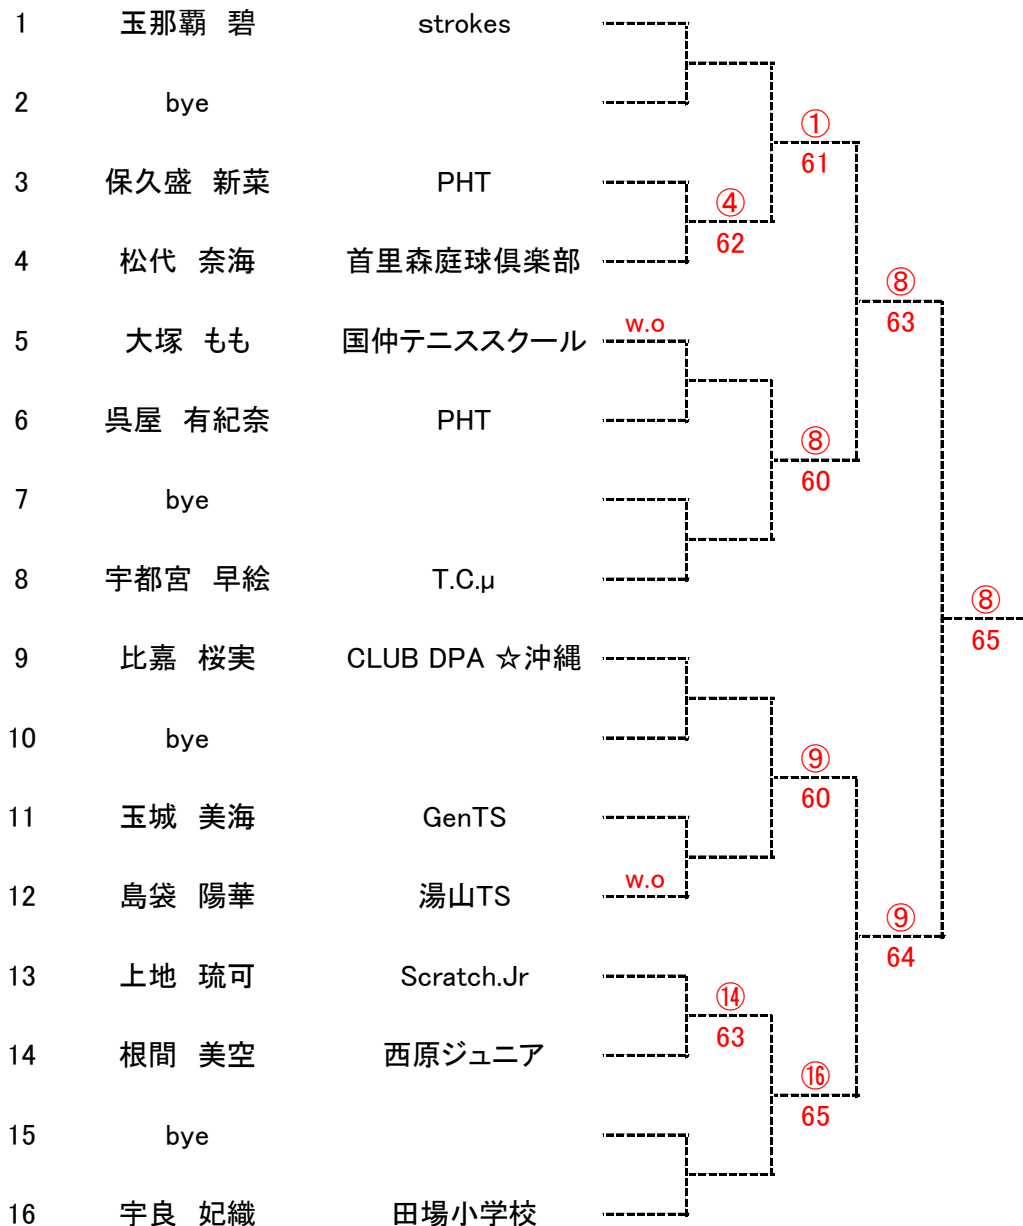 1 玉那覇 碧 strokes
2 bye
①
61
3 保久盛 新菜 PHT
④
62
4 松代 奈海 首里森庭球倶楽部
⑧
63
5 大塚 もも 国仲テニススクール w.o
6 呉屋 有紀奈 PHT
⑧
60
7 bye
8 宇都宮 早絵 T.C.μ
⑧
65
9 比嘉 桜実 CLUB DPA ☆沖縄
10 bye
⑨
60
11 玉城 美海 GenTS
12 島袋 陽華 湯山TS w.o
⑨
64
13 上地 琉可 Scratch.Jr
⑭
63
14 根間 美空 西原ジュニア
⑯
65
15 bye
16 宇良 妃織 田場小学校